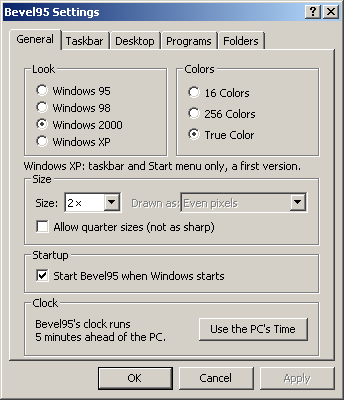 Bevel95 Settings
General Taskbar Desktop Programs Folders
Look
Windows 95
Windows 98
Windows 2000
Windows XP
Colors
16 Colors
256 Colors
True Color
Windows XP: taskbar and Start menu only, a first version.
Size
Size: 2× Drawn as: Even pixels
Allow quarter sizes (not as sharp)
Startup
Start Bevel95 when Windows starts
Clock
Bevel95's clock runs
5 minutes ahead of the PC.
Use the PC's Time
OK Cancel Apply